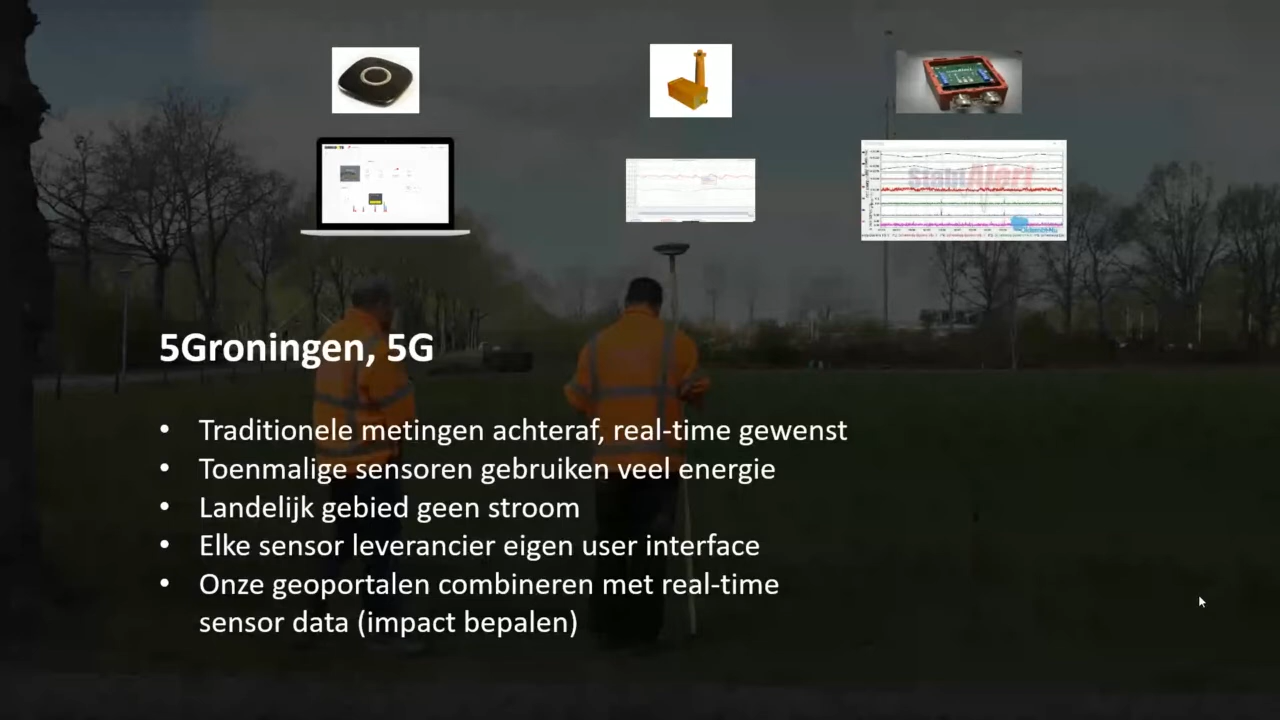 StabiAlert
5Groningen, 5G
• Traditionele metingen achteraf, real-time gewenst
• Toenmalige sensoren gebruiken veel energie
• Landelijk gebied geen stroom
• Elke sensor leverancier eigen user interface
• Onze geoportalen combineren met real-time
sensor data (impact bepalen)